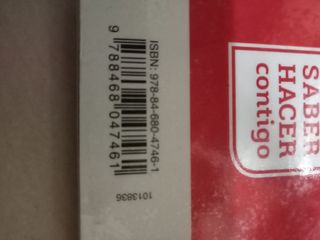 ISBN: 978-84-680-4746-1
9 788468 047461
1013836
SABER
HACER
contigo